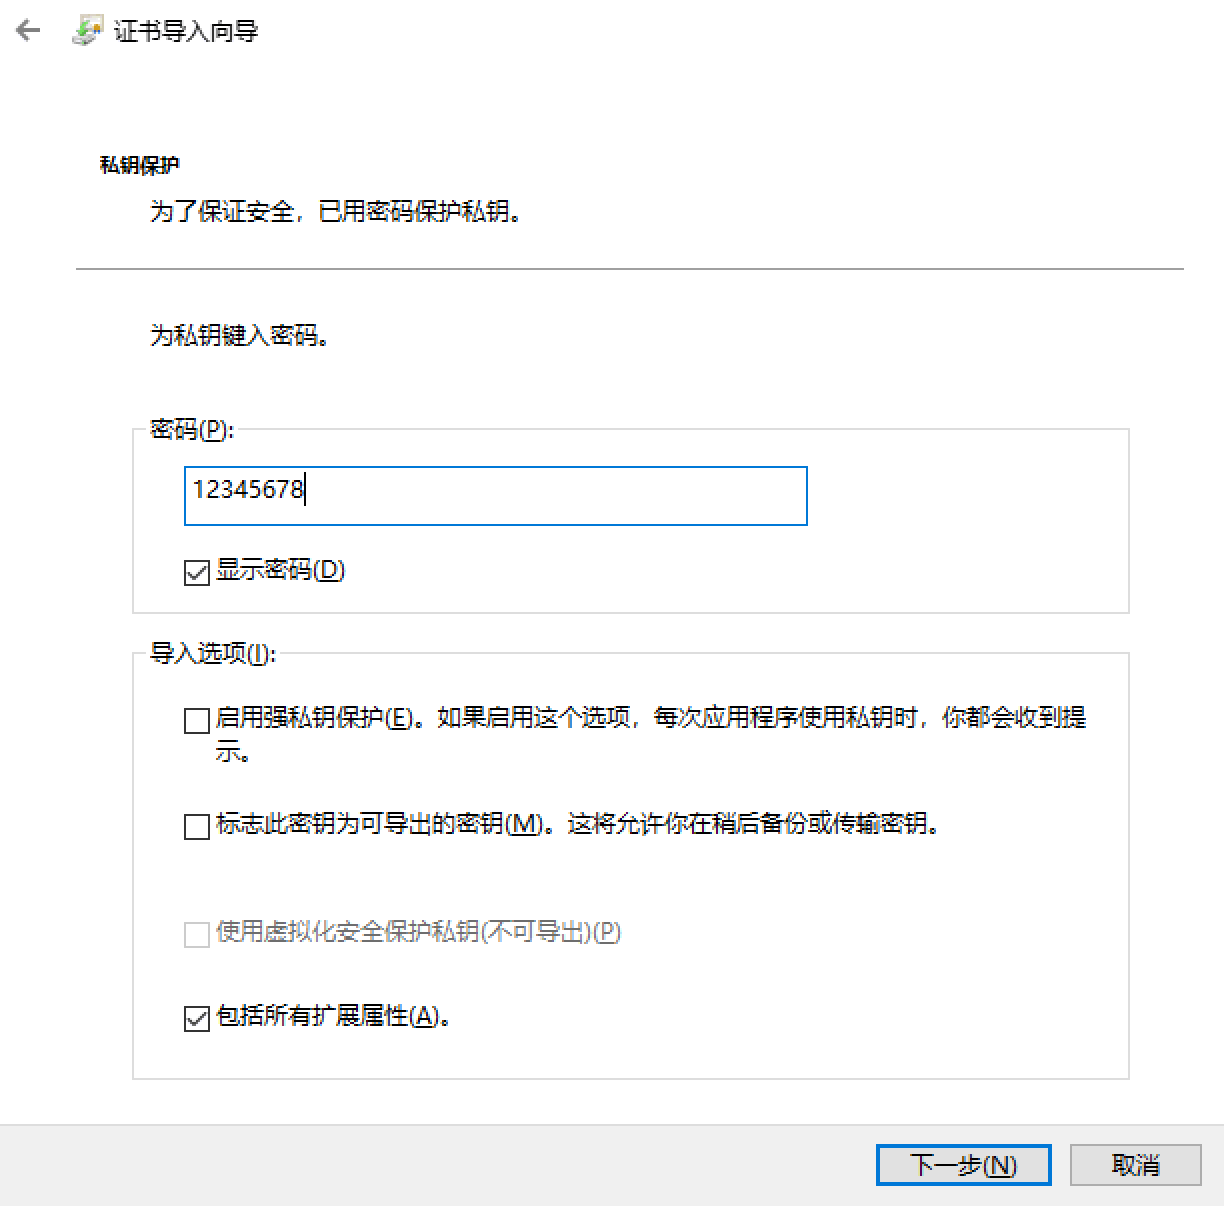 证书导入向导
私钥保护
为了保证安全，已用密码保护私钥。
为私钥键入密码。
密码(P):
12345678
显示密码(D)
导入选项(I):
启用强私钥保护(E)。如果启用这个选项，每次应用程序使用私钥时，你都会收到提
示。
标志此密钥为可导出的密钥(M)。这将允许你在稍后备份或传输密钥。
使用虚拟化安全保护私钥(不可导出)(P)
包括所有扩展属性(A)。
下一步(N)
取消